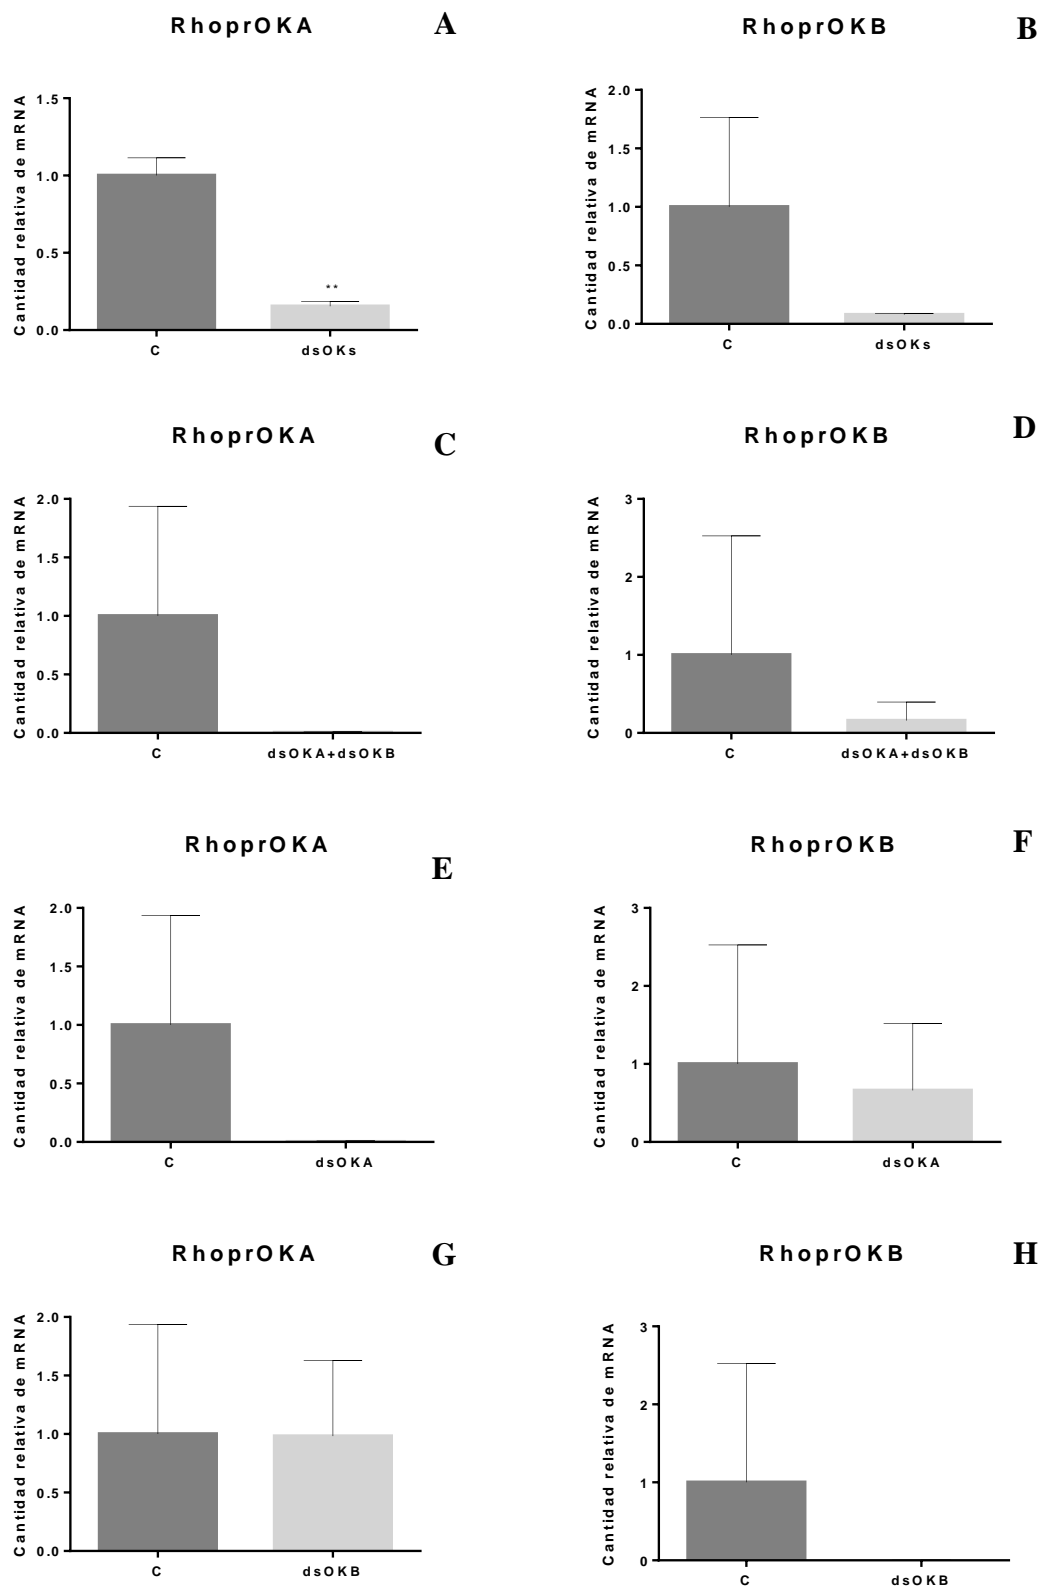 RhoprOKA
A
Cantidad relativa de mRNA
1.5
1.0
0.5
0.0
**
C
dsOKs
RhoprOKB
B
Cantidad relativa de mRNA
2.0
1.5
1.0
0.5
0.0
C
dsOKs
RhoprOKA
C
Cantidad relativa de mRNA
2.0
1.5
1.0
0.5
0.0
C
dsOKA+dsOKB
RhoprOKB
D
Cantidad relativa de mRNA
3
2
1
0
C
dsOKA+dsOKB
RhoprOKA
E
Cantidad relativa de mRNA
2.0
1.5
1.0
0.5
0.0
C
dsOKA
RhoprOKB
F
Cantidad relativa de mRNA
3
2
1
0
C
dsOKA
RhoprOKA
G
Cantidad relativa de mRNA
2.0
1.5
1.0
0.5
0.0
C
dsOKB
RhoprOKB
H
Cantidad relativa de mRNA
3
2
1
0
C
dsOKB